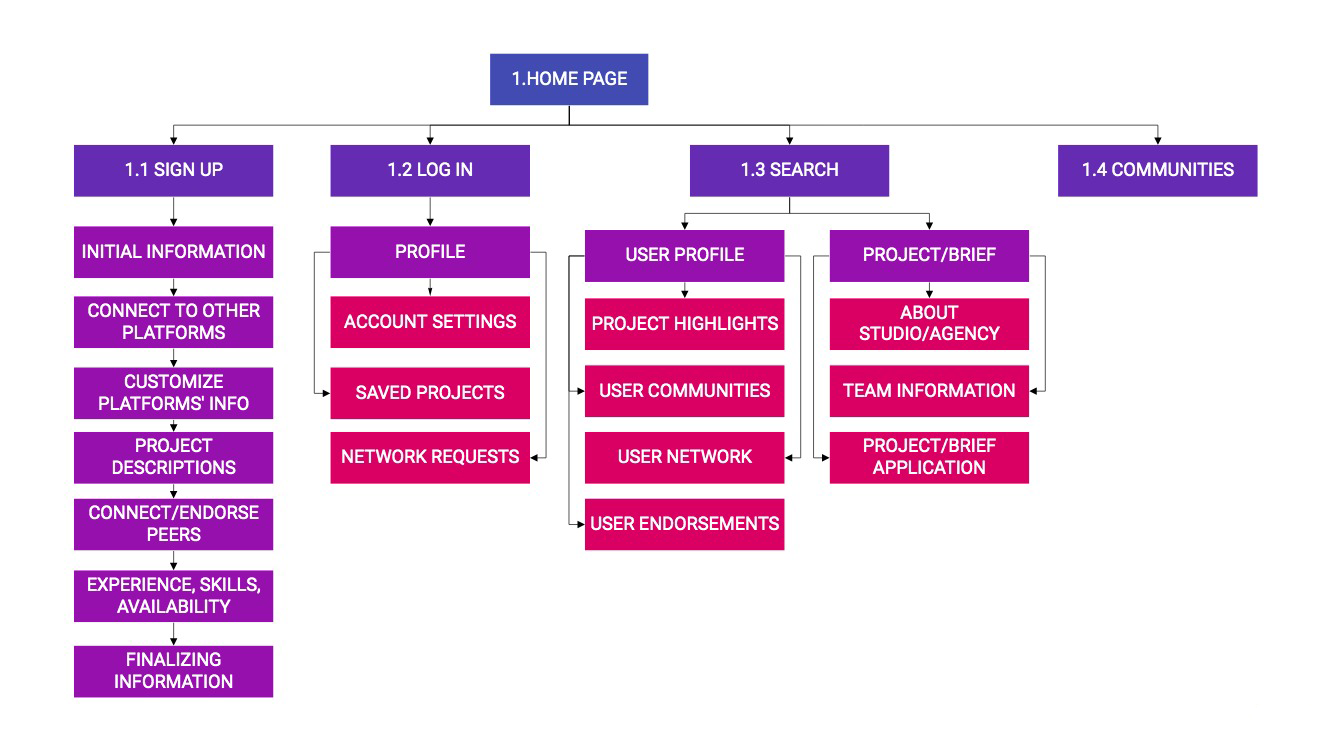 1.HOME PAGE
1.1 SIGN UP
1.2 LOG IN
1.3 SEARCH
1.4 COMMUNITIES
INITIAL INFORMATION
CONNECT TO OTHER
PLATFORMS
CUSTOMIZE
PLATFORMS' INFO
PROJECT
DESCRIPTIONS
CONNECT/ENDORSE
PEERS
EXPERIENCE, SKILLS,
AVAILABILITY
FINALIZING
INFORMATION
PROFILE
ACCOUNT SETTINGS
SAVED PROJECTS
NETWORK REQUESTS
USER PROFILE
PROJECT HIGHLIGHTS
USER COMMUNITIES
USER NETWORK
USER ENDORSEMENTS
PROJECT/BRIEF
ABOUT
STUDIO/AGENCY
TEAM INFORMATION
PROJECT/BRIEF
APPLICATION